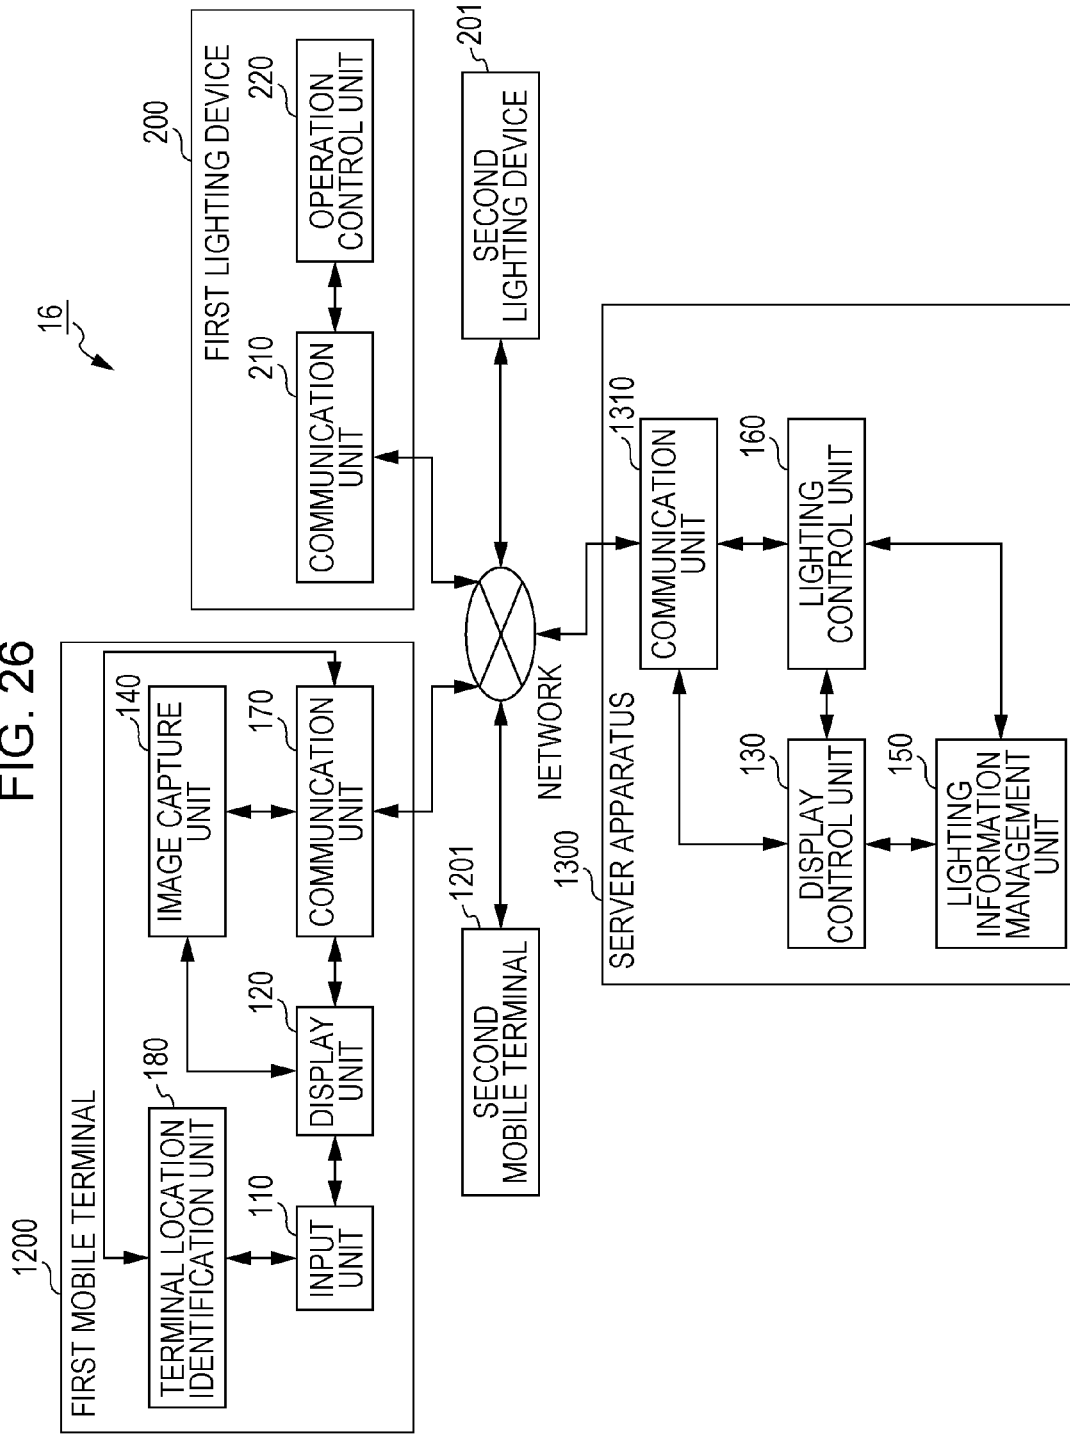 FIG. 26
16
1200
FIRST MOBILE TERMINAL
TERMINAL LOCATION
IDENTIFICATION UNIT
180
IMAGE CAPTURE
UNIT
140
INPUT
UNIT
110
DISPLAY
UNIT
120
COMMUNICATION
UNIT
170
200
FIRST LIGHTING DEVICE
COMMUNICATION
UNIT
210
OPERATION
CONTROL UNIT
220
SECOND
MOBILE TERMINAL
1201
NETWORK
SECOND
LIGHTING DEVICE
201
1300
SERVER APPARATUS
COMMUNICATION
UNIT
1310
DISPLAY
CONTROL UNIT
130
LIGHTING
CONTROL UNIT
160
LIGHTING
INFORMATION
MANAGEMENT
UNIT
150